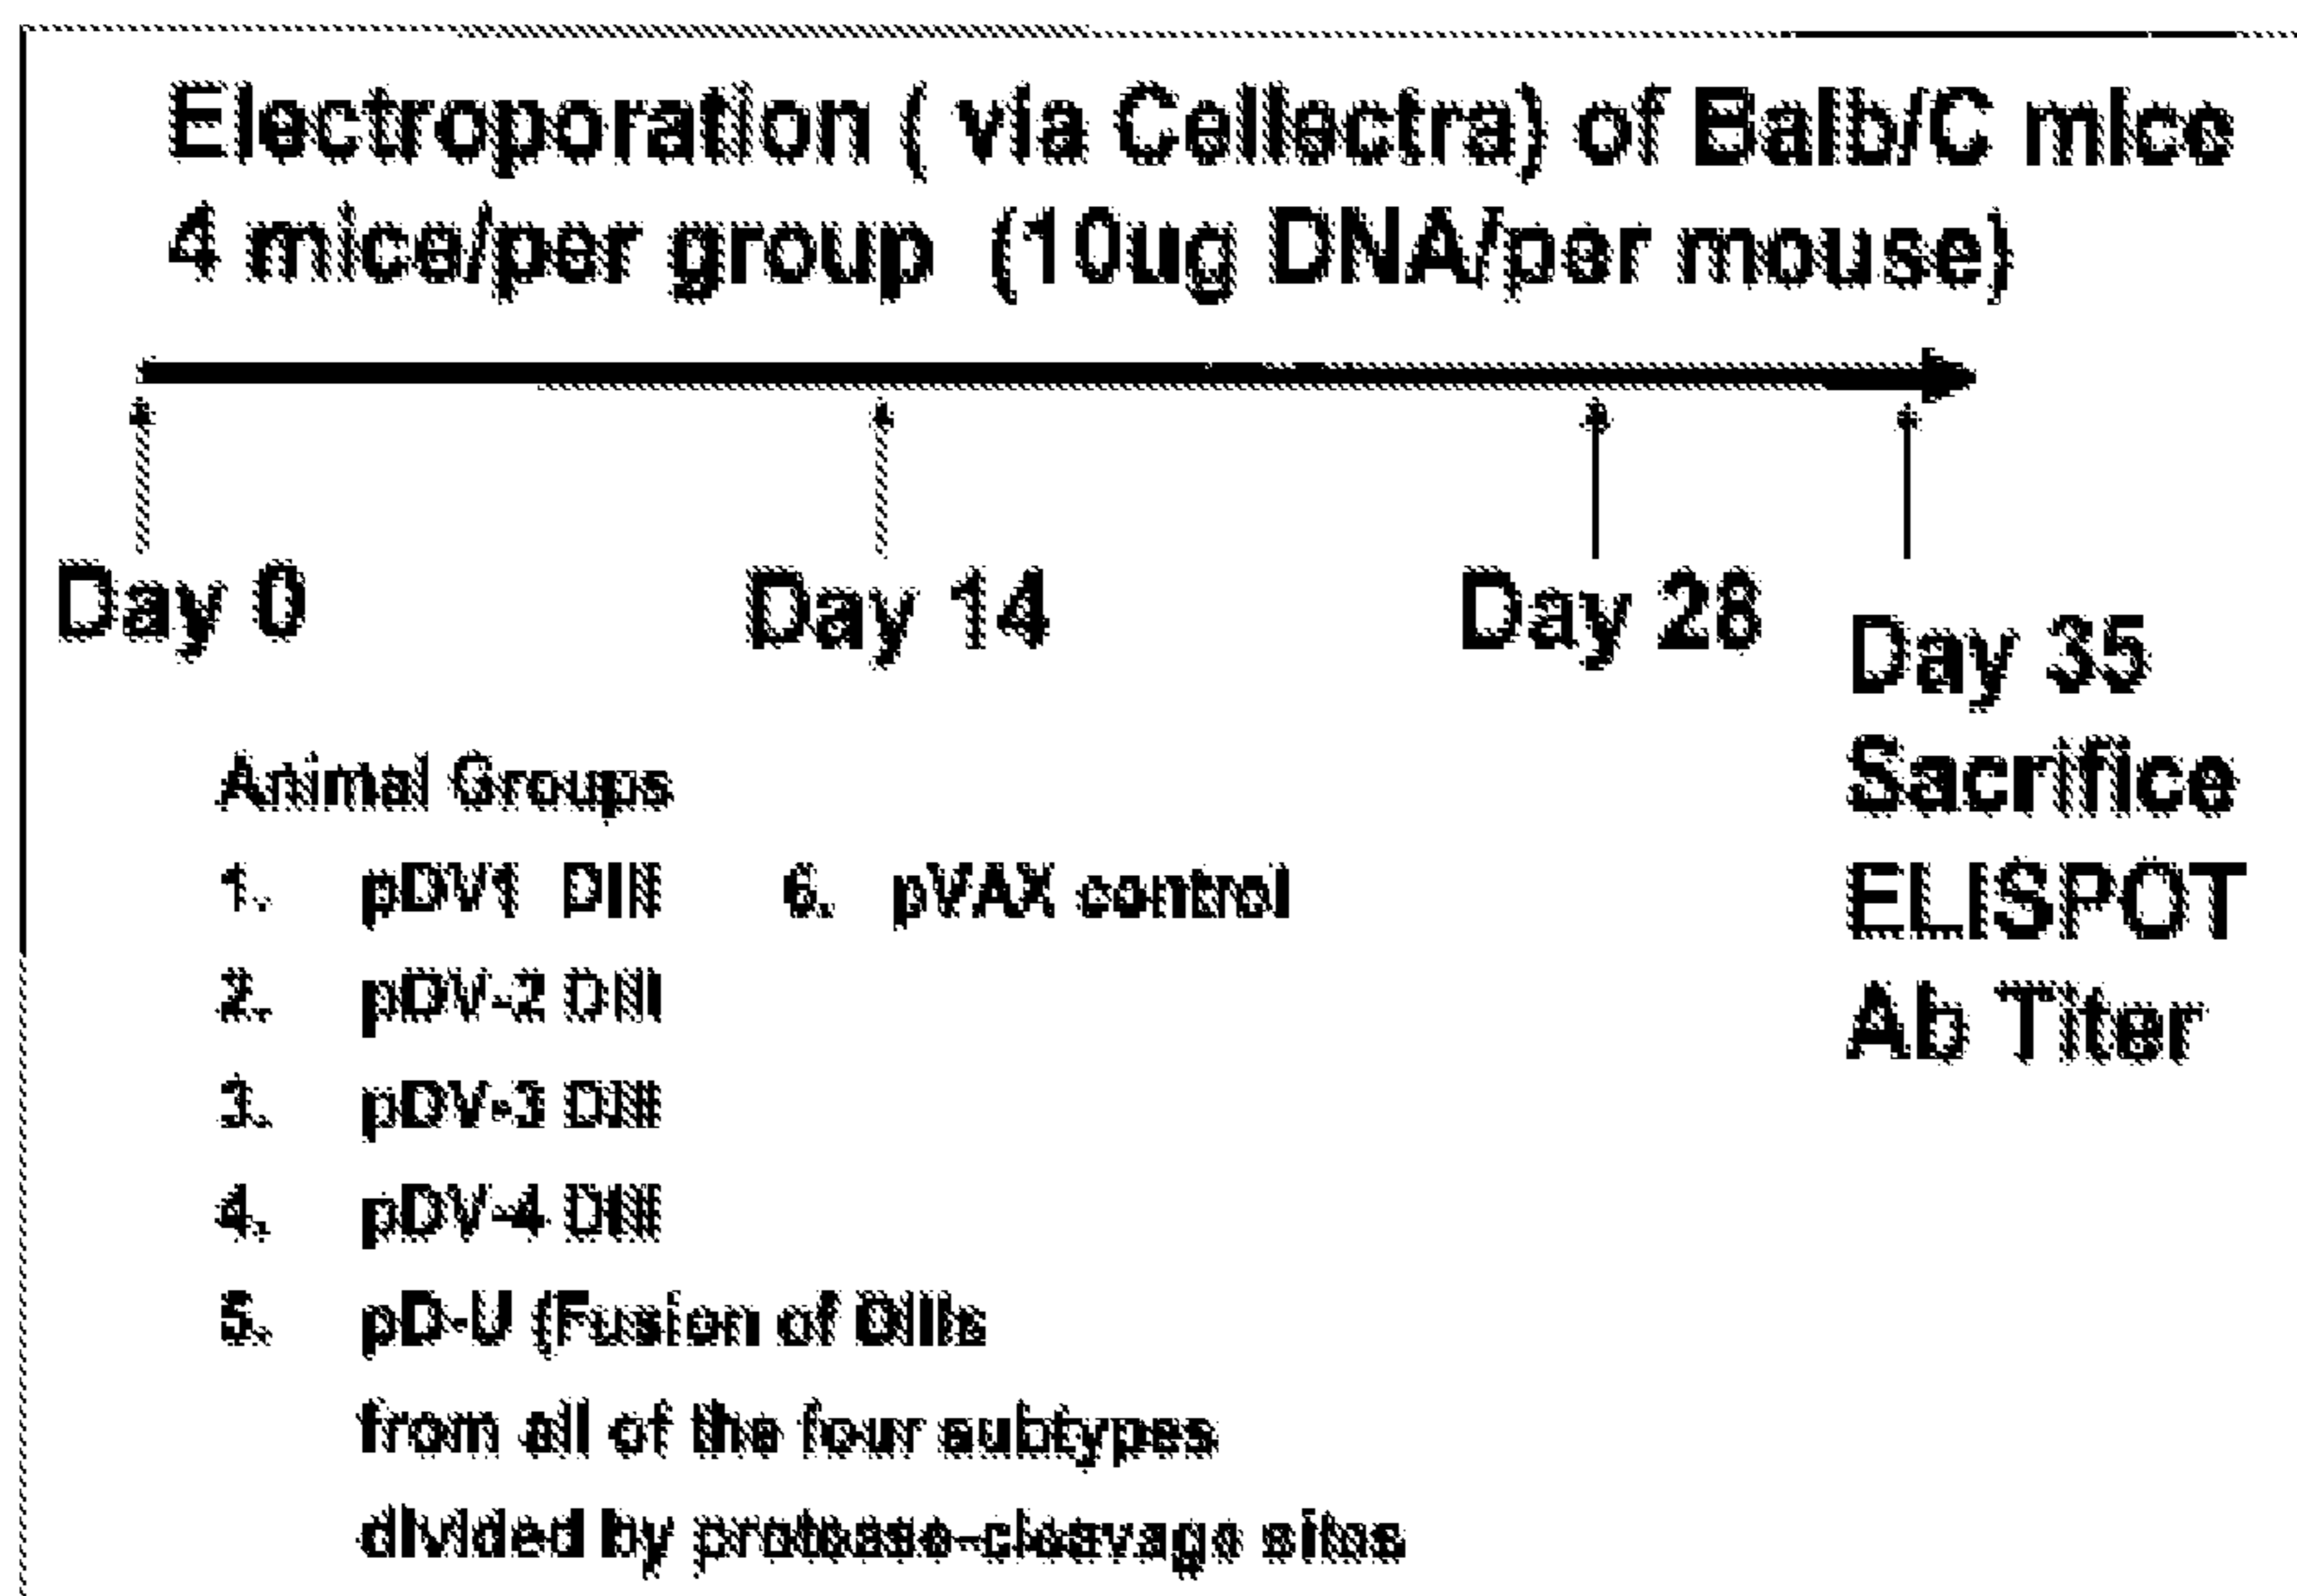 Electroporation ( via Cellectra) of Balb/C mice
4 mice/per group (10ug DNA/per mouse)
Day 0
Day 14
Day 28
Day 35
Sacrifice
ELISPOT
Ab Titer
Animal Groups
1. pDV1 DIII
2. pDV-2 DIII
3. pDV-3 DIII
4. pDV-4 DIII
5. pD-U (Fusion of DIIIs
from all of the four subtypes
divided by protease-cleavage sites
6. pVAX control